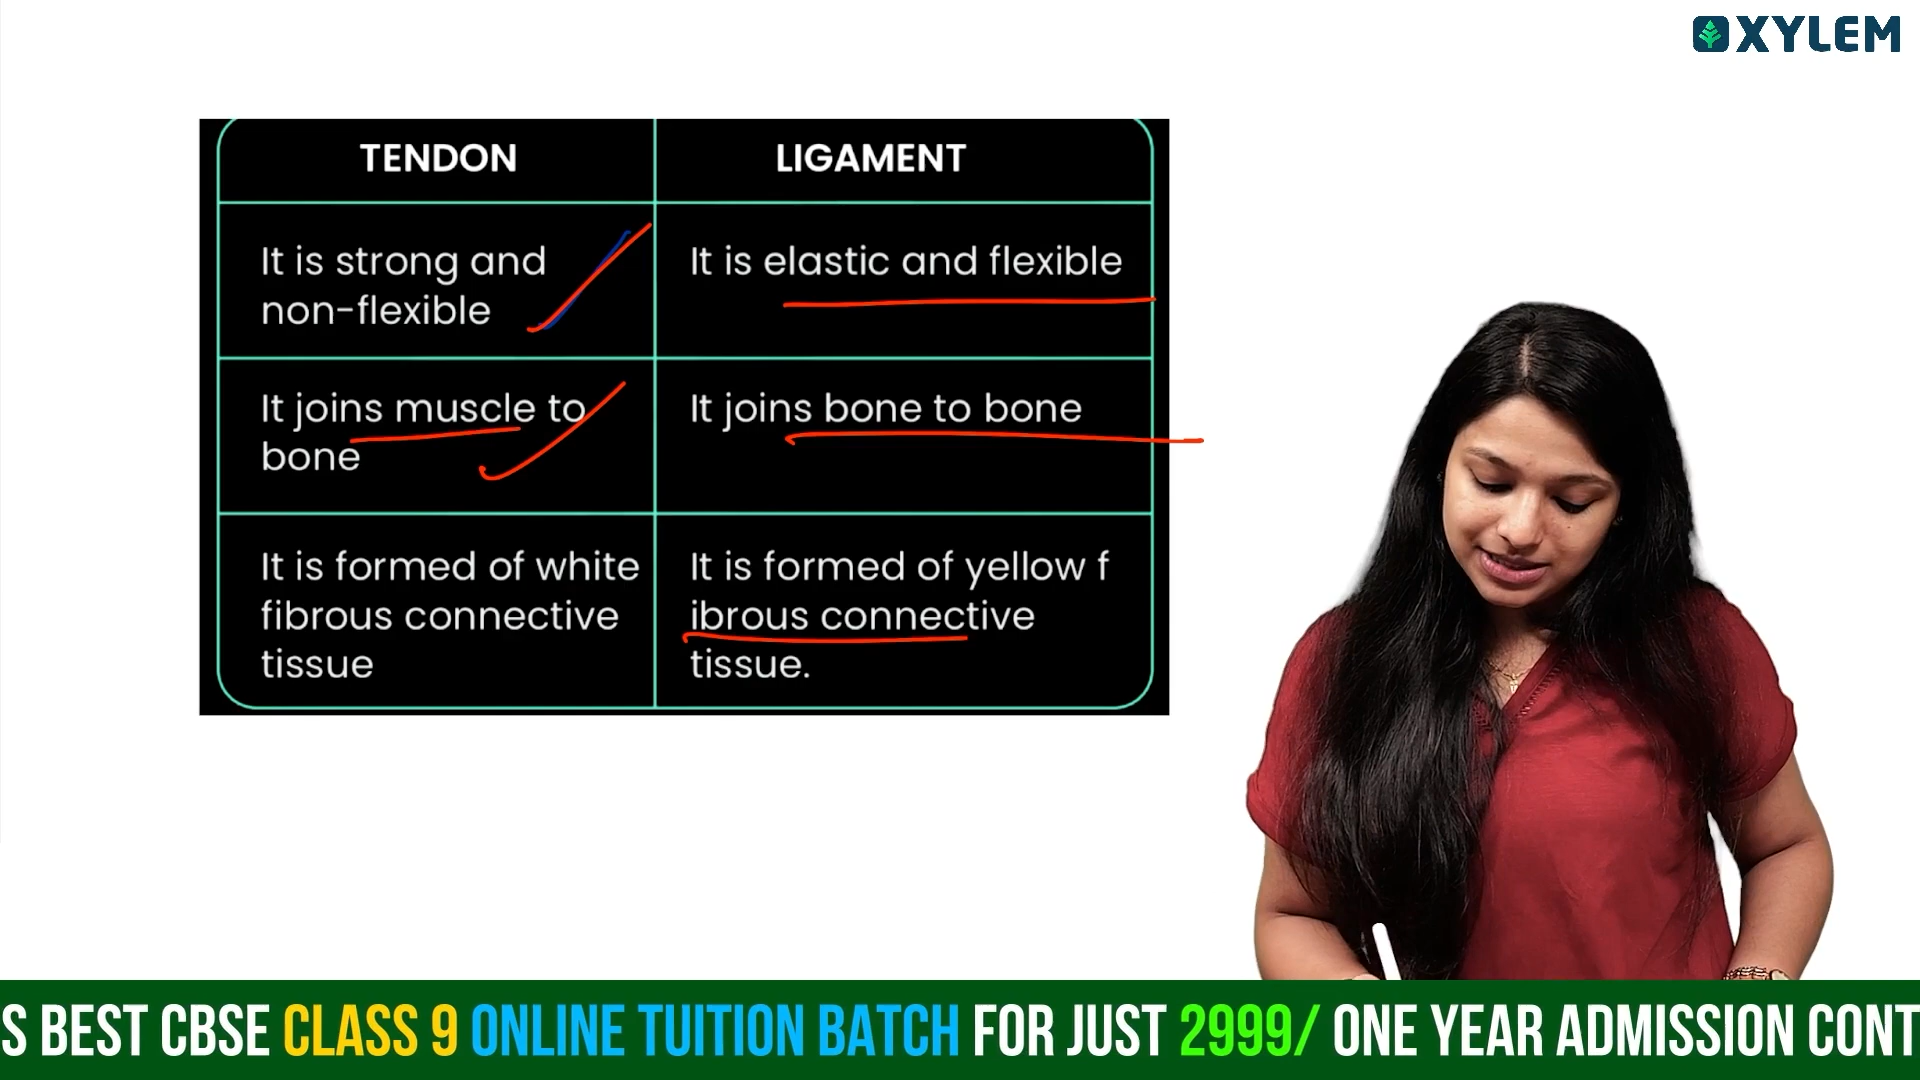 XYLEM
TENDON
LIGAMENT
It is strong and
non-flexible
It is elastic and flexible
It joins muscle to
bone
It joins bone to bone
It is formed of white
fibrous connective
tissue
It is formed of yellow f
ibrous connective
tissue.
S BEST CBSE CLASS 9 ONLINE TUITION BATCH FOR JUST 2999/ ONE YEAR ADMISSION CONT